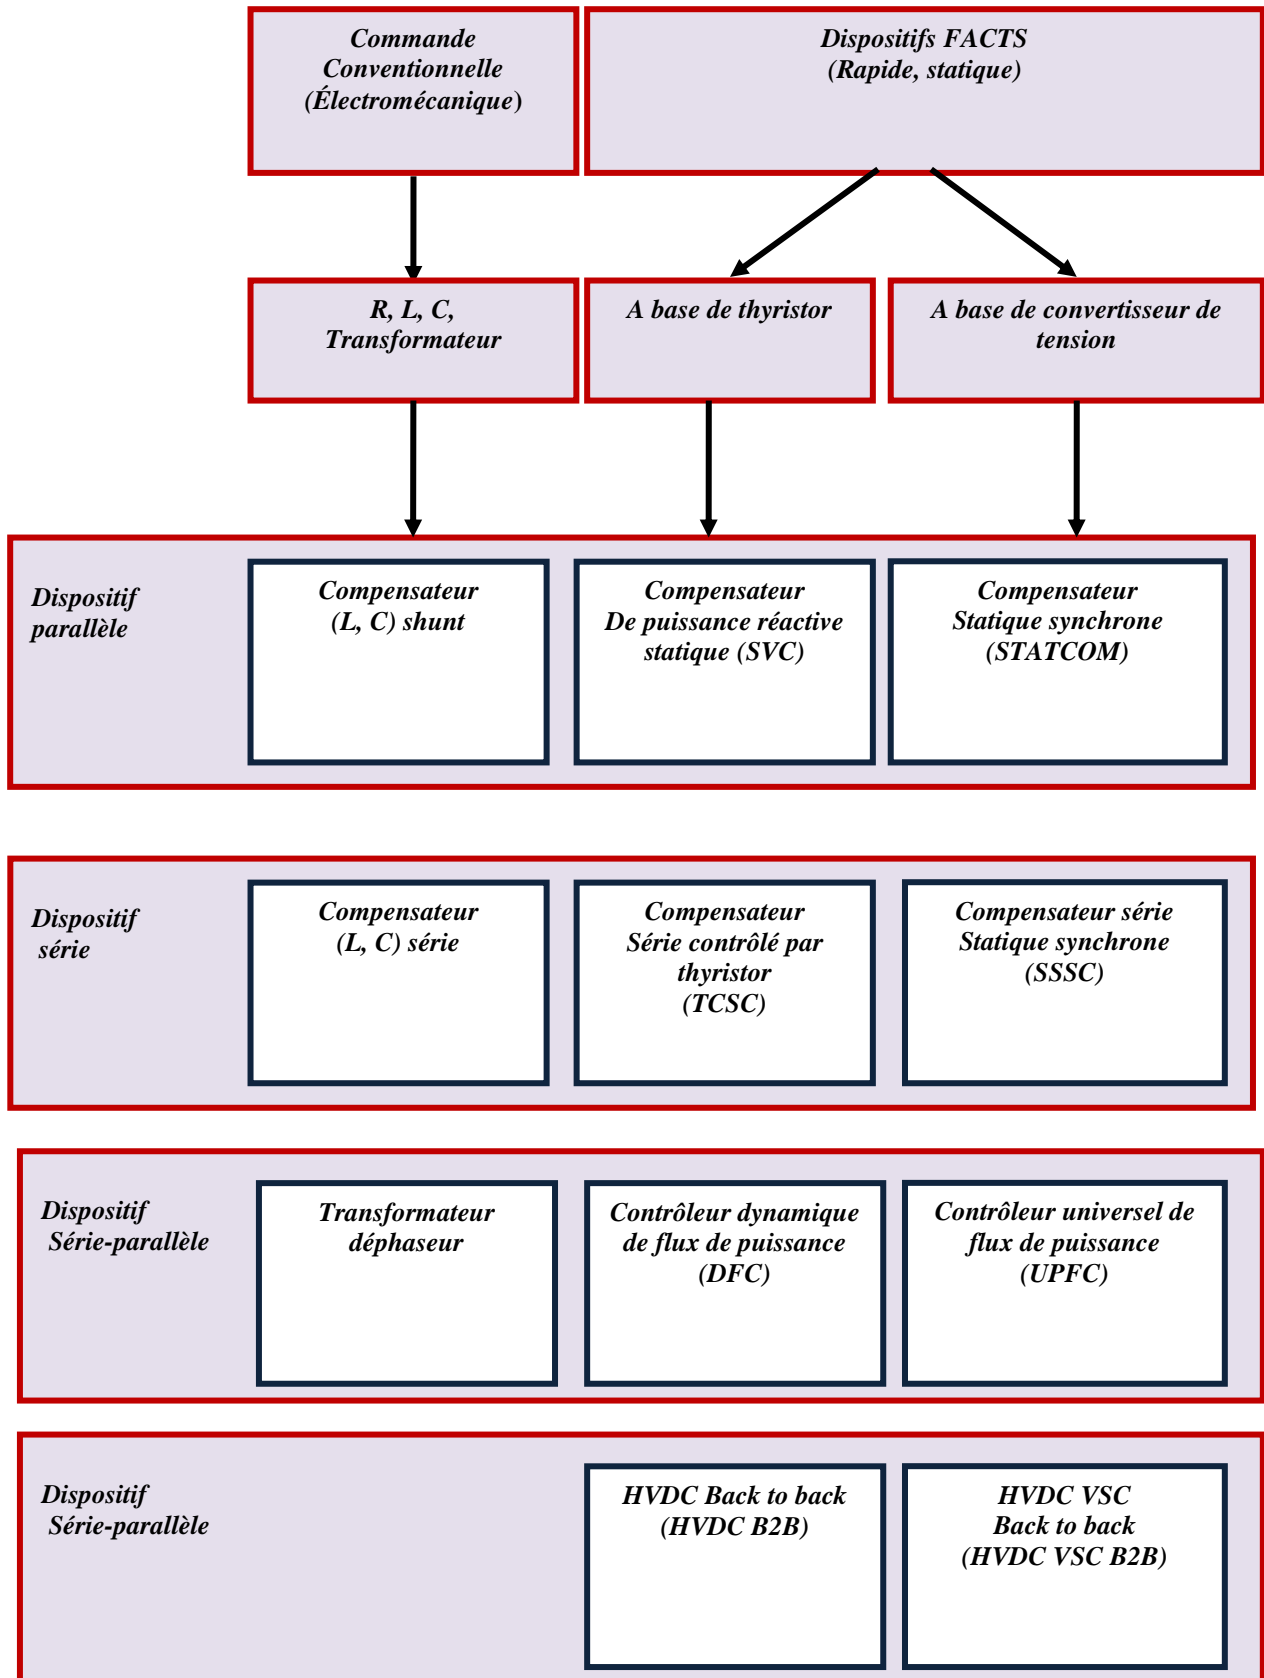 Commande
Conventionnelle
(Électromécanique)
Dispositifs FACTS
(Rapide, statique)
R, L, C,
Transformateur
A base de thyristor
A base de convertisseur de
tension
Dispositif
parallèle
Compensateur
(L, C) shunt
Compensateur
De puissance réactive
statique (SVC)
Compensateur
Statique synchrone
(STATCOM)
Dispositif
série
Compensateur
(L, C) série
Compensateur
Série contrôlé par
thyristor
(TCSC)
Compensateur série
Statique synchrone
(SSSC)
Dispositif
Série-parallèle
Transformateur
déphaseur
Contrôleur dynamique
de flux de puissance
(DFC)
Contrôleur universel de
flux de puissance
(UPFC)
Dispositif
Série-parallèle
HVDC Back to back
(HVDC B2B)
HVDC VSC
Back to back
(HVDC VSC B2B)